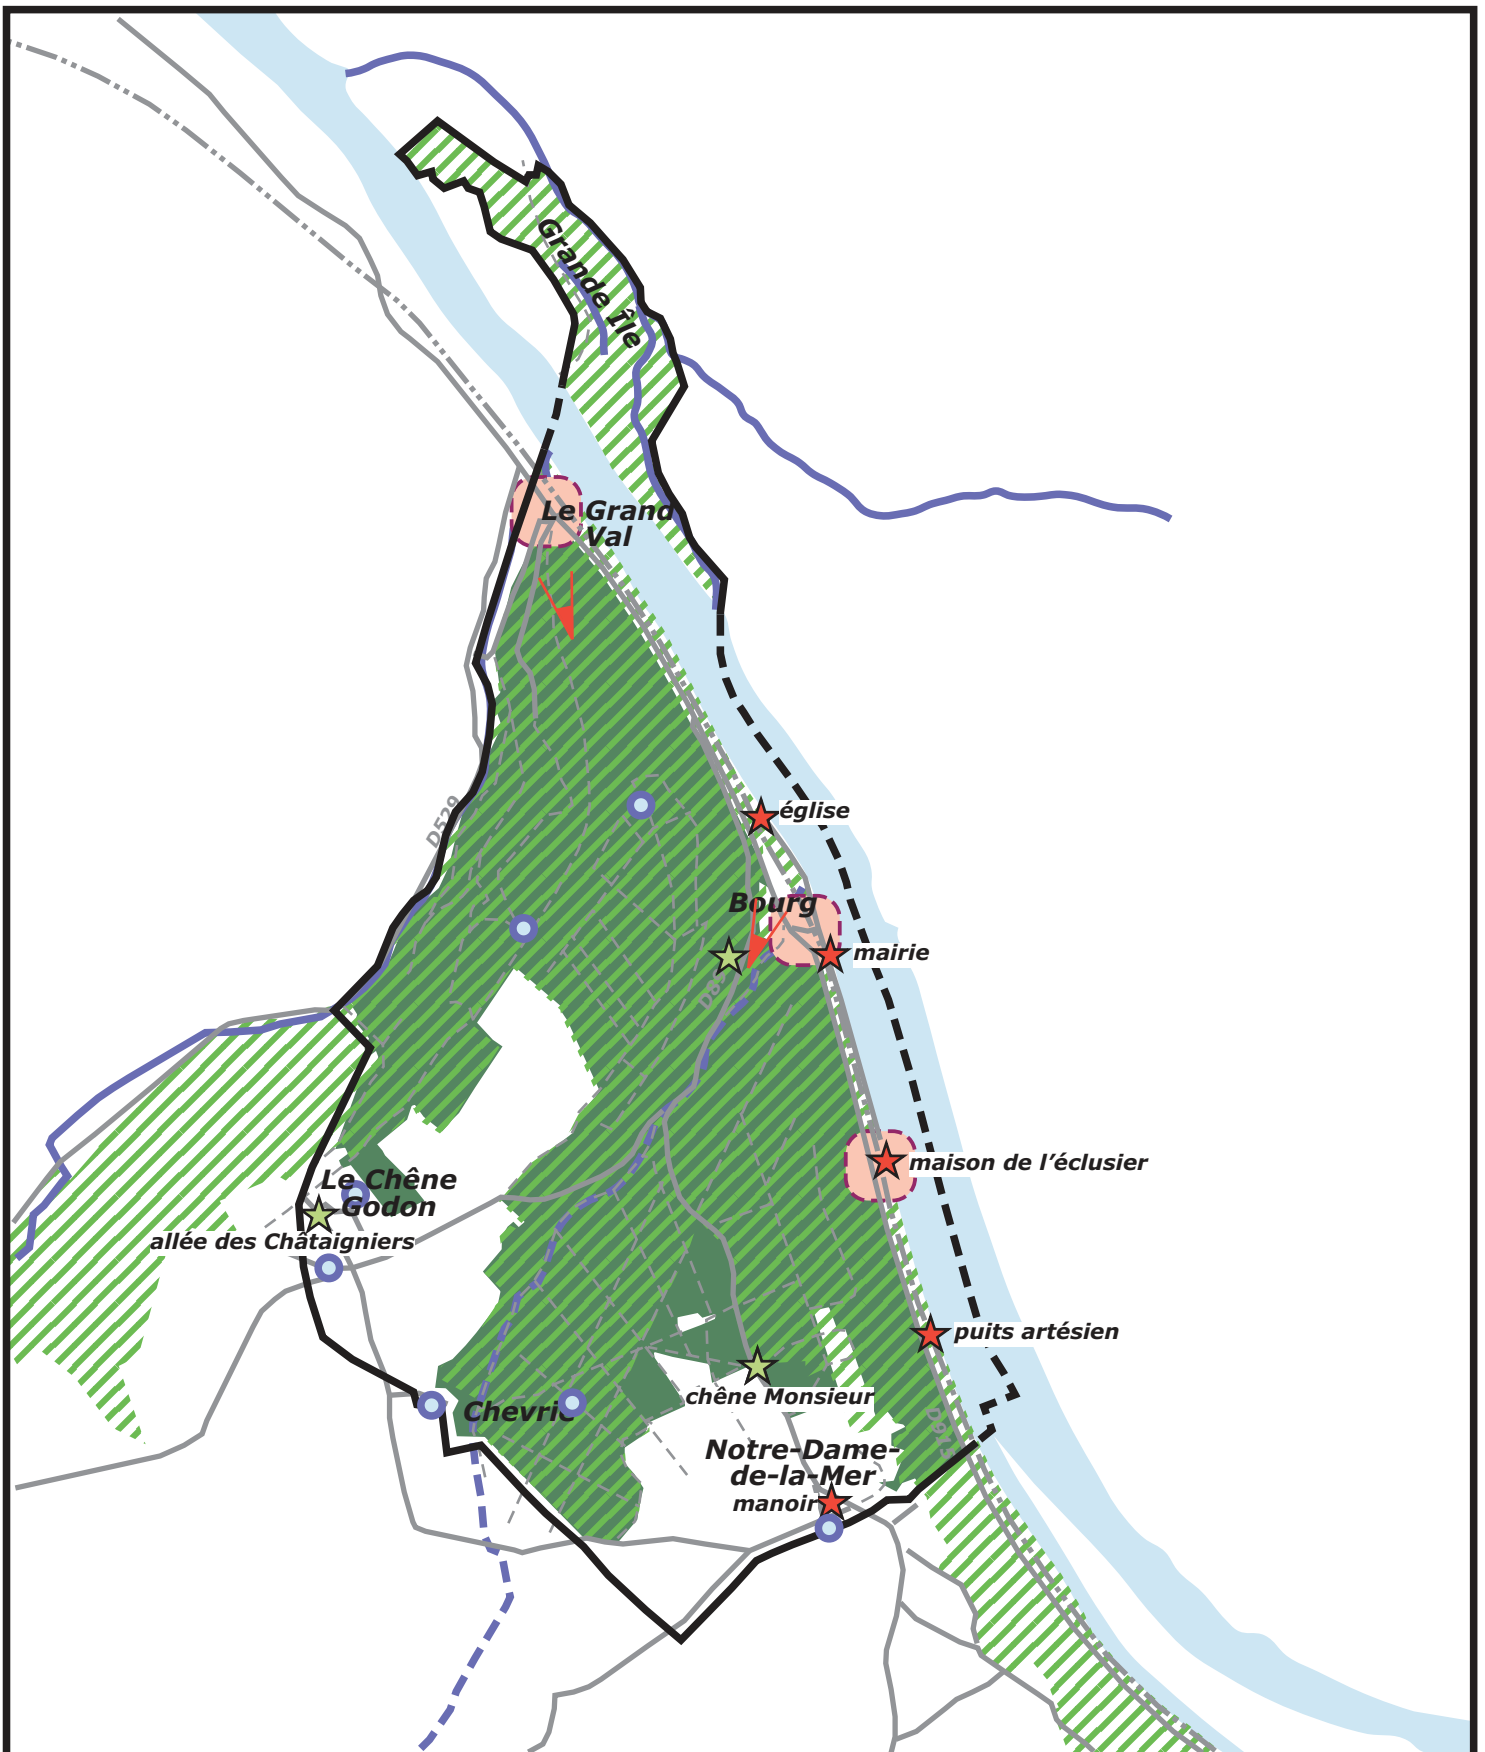 Grande Île
Le Grand
Val
D529
église
Bourg
mairie
maison de l’éclusier
Le Chêne
Godon
allée des Châtaigniers
puits artésien
chêne Monsieur
Notre-Dame-
de-la-Mer
manoir